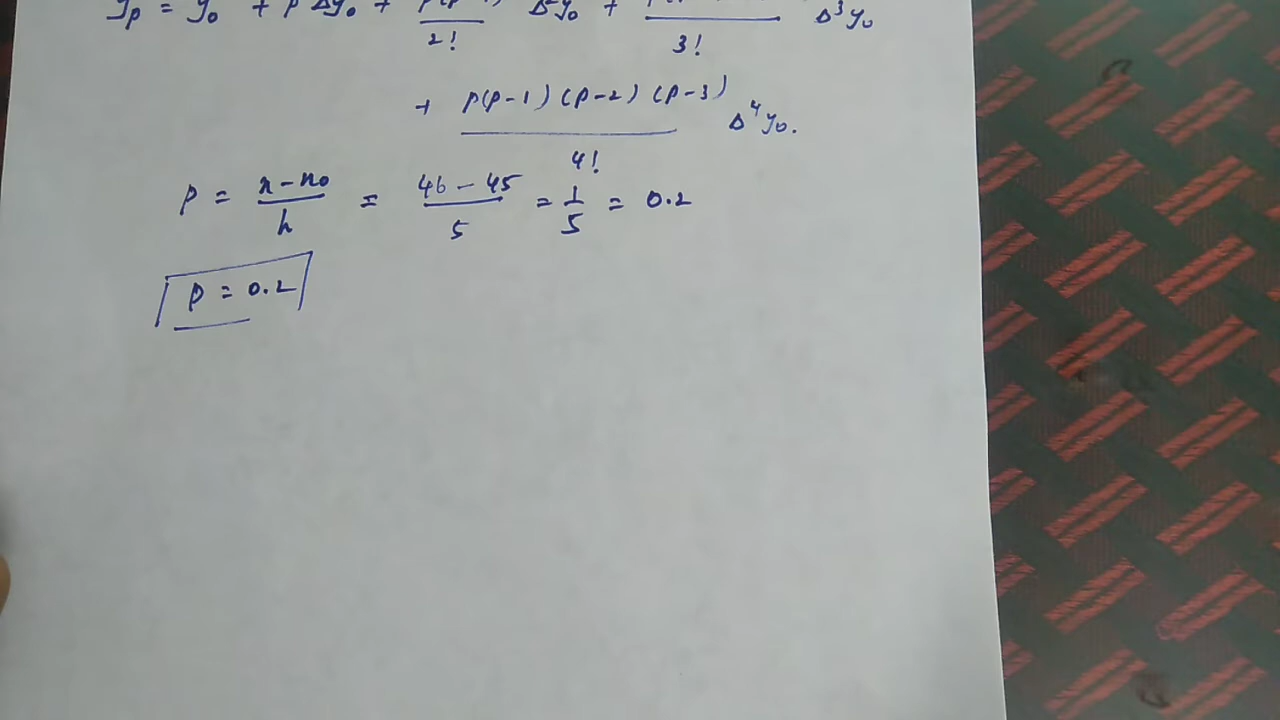 yp = y0 + p Δy0 + p(p-1)/2! Δ²y0 + /3! Δ³y0
+ p(p-1)(p-2)(p-3)/4! Δ⁴y0.
p = x-x0/h = 46-45/5 = 1/5 = 0.2
p = 0.2